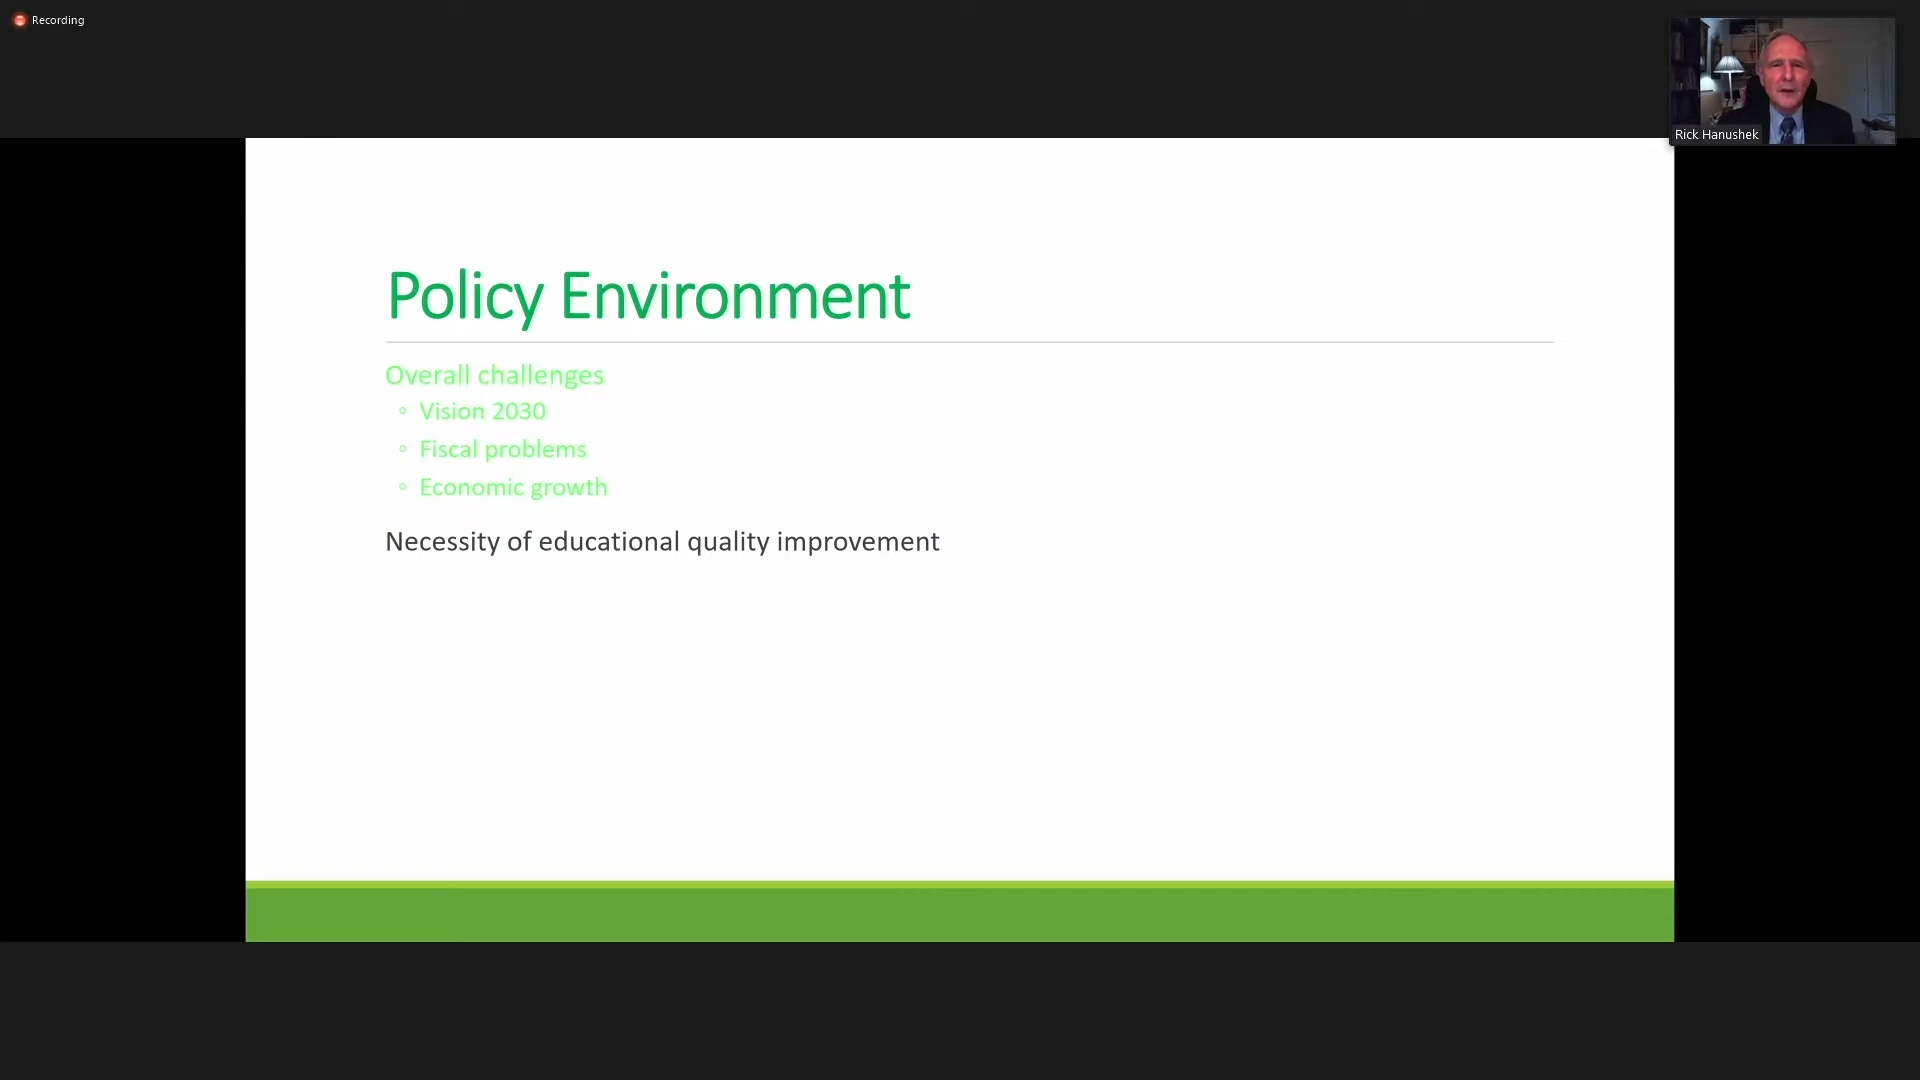 Recording
Rick Hanushek
Policy Environment
Overall challenges
Vision 2030
Fiscal problems
Economic growth
Necessity of educational quality improvement